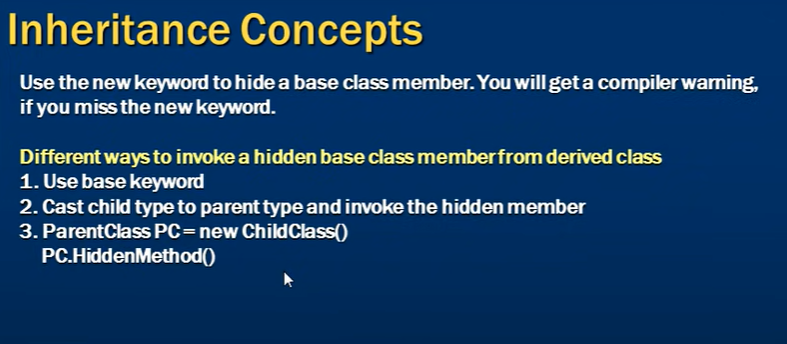 Inheritance Concepts
Use the new keyword to hide a base class member. You will get a compiler warning,
if you miss the new keyword.
Different ways to invoke a hidden base class member from derived class
1. Use base keyword
2. Cast child type to parent type and invoke the hidden member
3. ParentClass PC = new ChildClass()
PC.HiddenMethod()